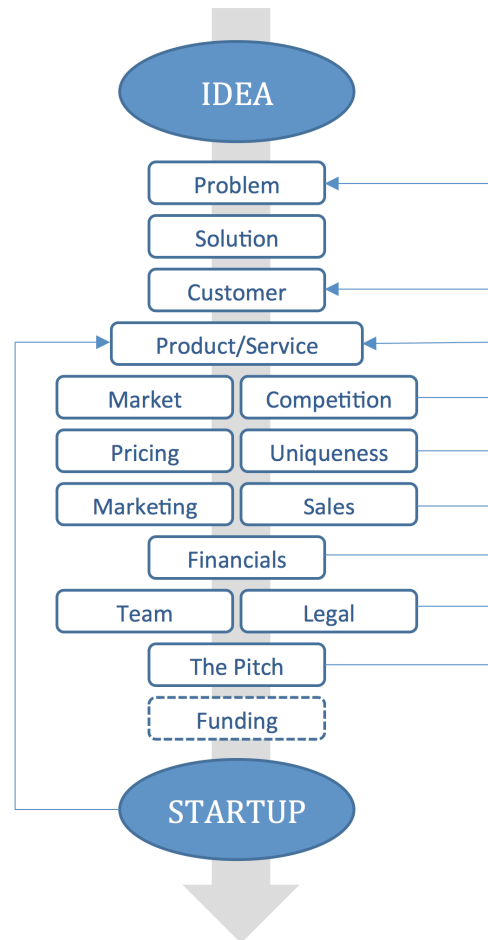 IDEA
Problem
Solution
Customer
Product/Service
Market
Competition
Pricing
Uniqueness
Marketing
Sales
Financials
Team
Legal
The Pitch
Funding
STARTUP